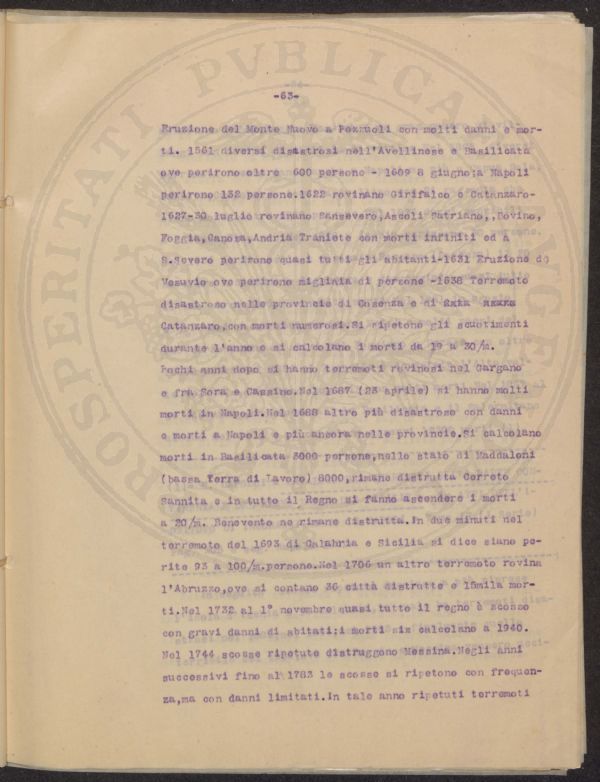 -63-
Eruzione del Monte Nuovo a Pozzuoli con molti danni e mor-
ti. 1561 diversi disastrosi nell'Avellinese e Basilicata
ove perirono oltre 600 persone - 1609 8 giugno:a Napoli
perirono 132 persone.1622 rovinano Girifalco e Catanzaro-
1627-30 luglio rovinano Sansevero,Ascoli Satriano,,Bovino,
Foggia,Canosa,Andria Traniete con morti infiniti ed a
S.Severo perirono quasi tutti gli abitanti-1631 Eruzione de
Vesuvio ove perirono migliaia di persone -1638 Terremoto
disastroso nelle provincie di Cosenza e di
Catanzaro,con morti numerosi.Si ripetone gli scuotimenti
durante l'anno e si calcolano i morti da 19 a 30/m.
Pochi anni dopo si hanno terremoti rovinosi nel Gargano
e fra Sora e Cassino.Nel 1687 (23 aprile) si hanno molti
morti in Napoli.Nel 1688 altro più disastroso con danni
e morti a Napoli e più ancora nelle provincie.Si calcolano
morti in Basilicata 3000 persone,nello stato di Maddaloni
(bassa Terra di Lavoro) 8000,rimane distrutta Cerreto
Sannita e in tutto il Regno si fanno ascendere i morti
a 20/m. Benevento ne rimane distrutta.In due minuti nel
terremoto del 1693 di Calabria e Sicilia si dice siano pe-
rite 93 a 100/m.persone.Nel 1706 un altro terremoto rovina
l'Abruzzo,ove si contano 36 città distrutte e 15mila mor-
ti.Nel 1732 al 1° novembre quasi tutto il regno è scosso
con gravi danni di abitati:i morti sis calcolano a 1940.
Nel 1744 scosse ripetute distruggono Messina.Negli anni
successivi fino al 1783 le scosse si ripetono con frequen-
za,ma con danni limitati.In tale anno ripetuti terremoti
PROSPERITATI PVBLICAE AVGENDAE